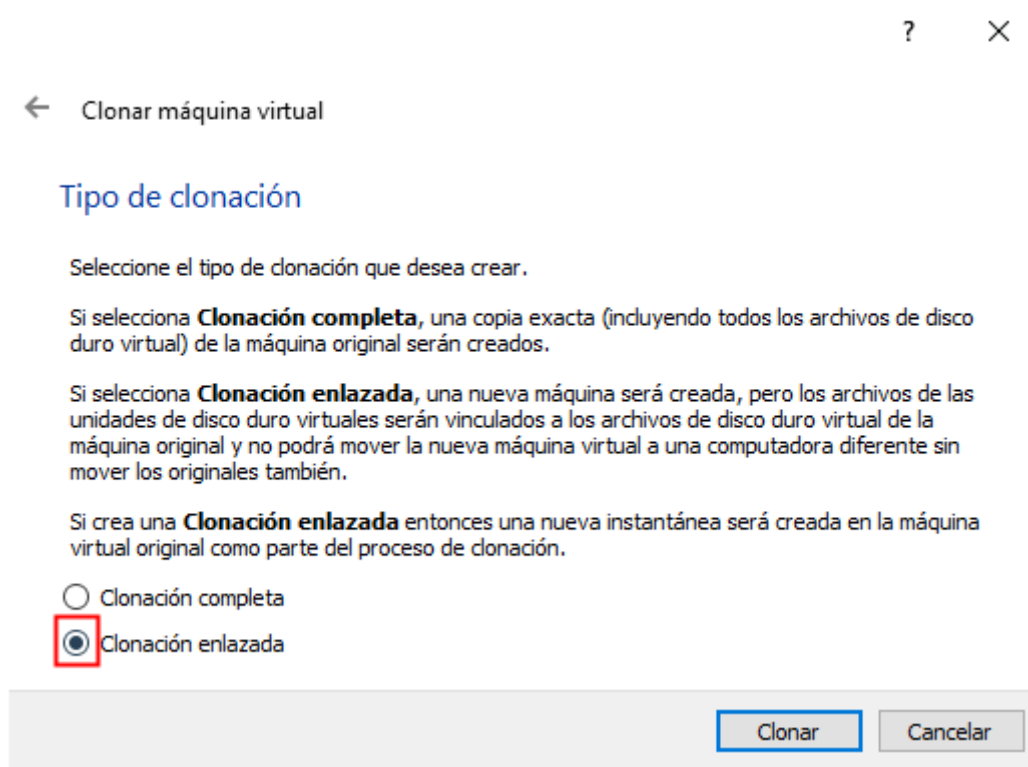 ?
Clonar máquina virtual
Tipo de clonación
Seleccione el tipo de clonación que desea crear.
Si selecciona Clonación completa, una copia exacta (incluyendo todos los archivos de disco
duro virtual) de la máquina original serán creados.
Si selecciona Clonación enlazada, una nueva máquina será creada, pero los archivos de las
unidades de disco duro virtuales serán vinculados a los archivos de disco duro virtual de la
máquina original y no podrá mover la nueva máquina virtual a una computadora diferente sin
mover los originales también.
Si crea una Clonación enlazada entonces una nueva instantánea será creada en la máquina
virtual original como parte del proceso de clonación.
Clonación completa
Clonación enlazada
Clonar Cancelar